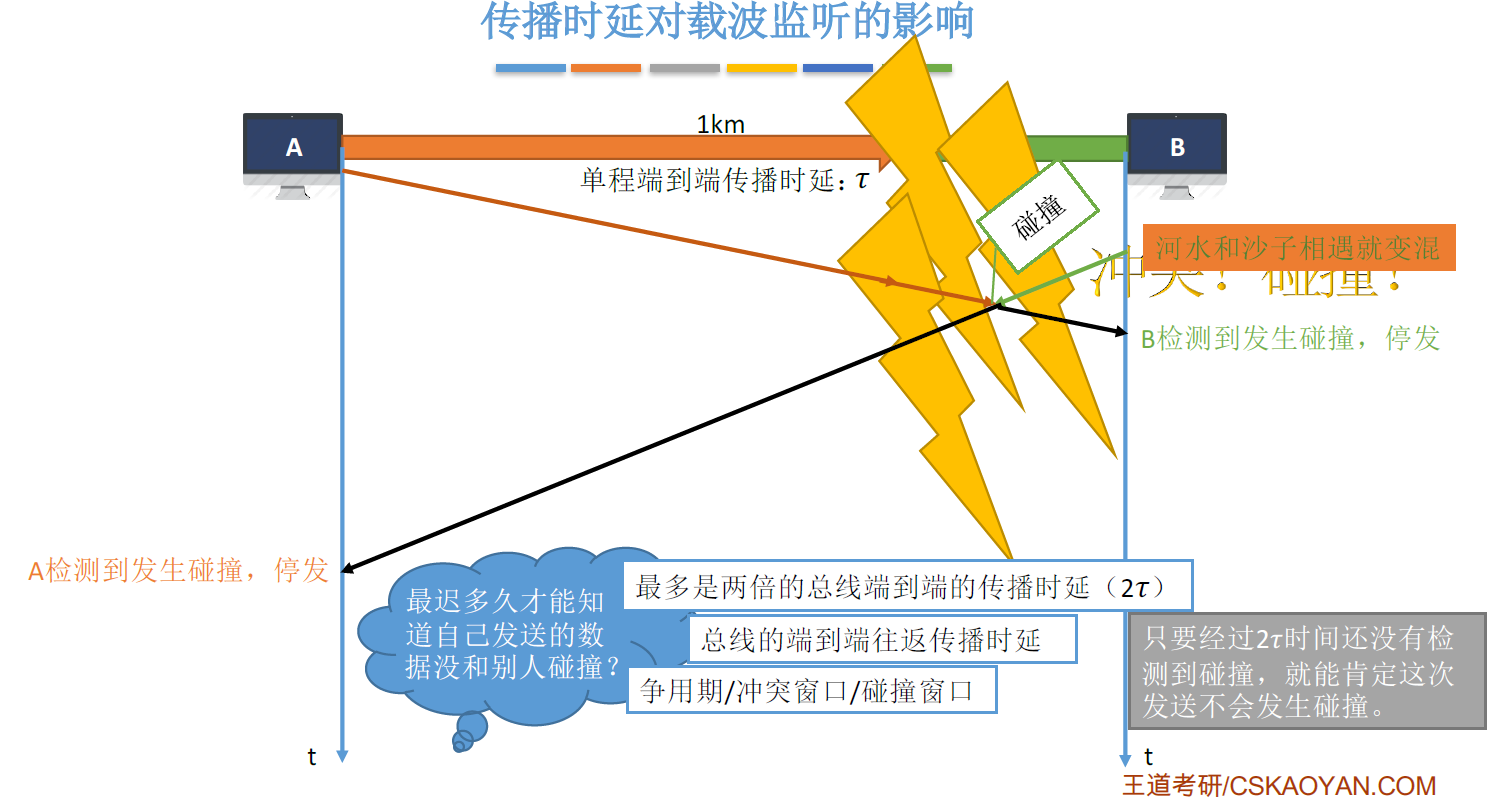 传播时延对载波监听的影响
A
1km
B
单程端到端传播时延：τ
碰撞
河水和沙子相遇就变混
冲突！碰撞！
B检测到发生碰撞，停发
A检测到发生碰撞，停发
最迟多久才能知
道自己发送的数
据没和别人碰撞？
最多是两倍的总线端到端的传播时延（2τ）
总线的端到端往返传播时延
争用期/冲突窗口/碰撞窗口
只要经过2τ时间还没有检
测到碰撞，就能肯定这次
发送不会发生碰撞。
t
t
王道考研/CSKAOYAN.COM